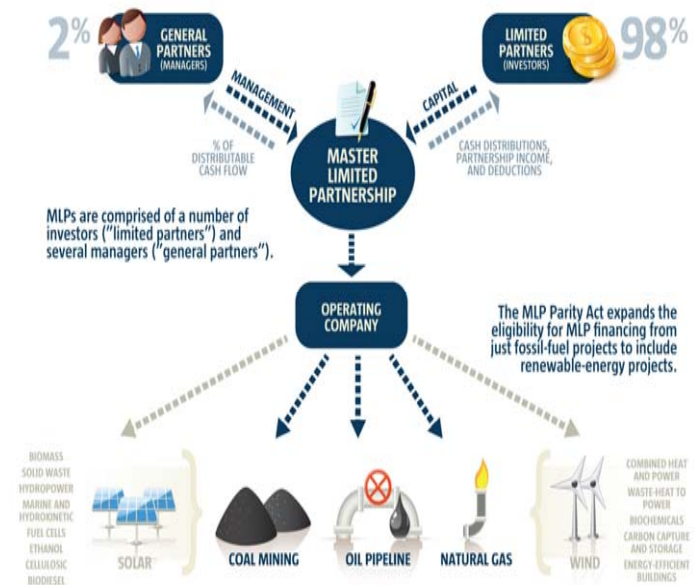 2%
GENERAL
PARTNERS
(MANAGERS)
LIMITED
PARTNERS
(INVESTORS)
98%
MANAGEMENT
CAPITAL
% OF
DISTRIBUTABLE
CASH FLOW
MASTER
LIMITED
PARTNERSHIP
CASH DISTRIBUTIONS,
PARTNERSHIP INCOME,
AND DEDUCTIONS
MLPs are comprised of a number of
investors ("limited partners") and
several managers ("general partners").
OPERATING
COMPANY
The MLP Parity Act expands the
eligibility for MLP financing from
just fossil-fuel projects to include
renewable-energy projects.
BIOMASS
SOLID WASTE
HYDROPOWER
MARINE AND
HYDROKINETIC
FUEL CELLS
ETHANOL
CELLULOSIC
BIODIESEL
SOLAR
COAL MINING
OIL PIPELINE
NATURAL GAS
WIND
COMBINED HEAT
AND POWER
WASTE-HEAT TO
POWER
BIOCHEMICALS
CARBON CAPTURE
AND STORAGE
ENERGY-EFFICIENT
BUILDINGS